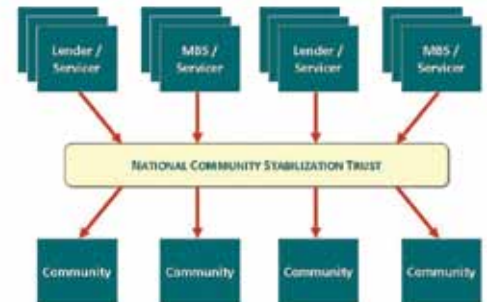 Lender / Servicer
MBS / Servicer
Lender / Servicer
MBS / Servicer
NATIONAL COMMUNITY STABILIZATION TRUST
Community
Community
Community
Community